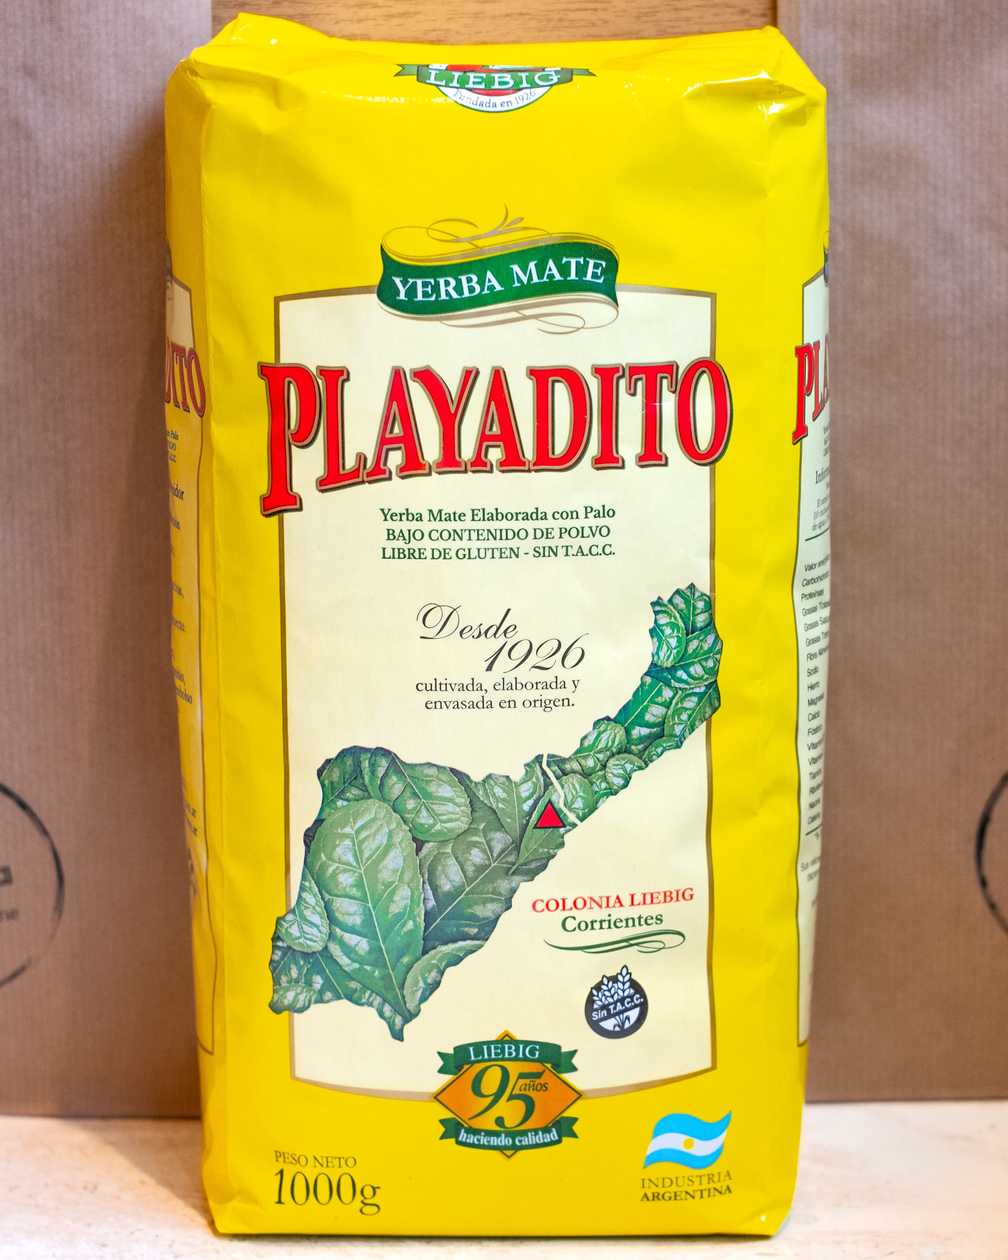 LIEBIG
Fundada en 1926
YERBA MATE
PLAYADITO
Yerba Mate Elaborada con Palo
BAJO CONTENIDO DE POLVO
LIBRE DE GLUTEN - SIN T.A.C.C.
Desde
1926
cultivada, elaborada y
envasada en origen.
COLONIA LIEBIG
Corrientes
Sin T.A.C.C.
LIEBIG
95 años
haciendo calidad
PESO NETO
1000g
INDUSTRIA
ARGENTINA
DITO
PLA